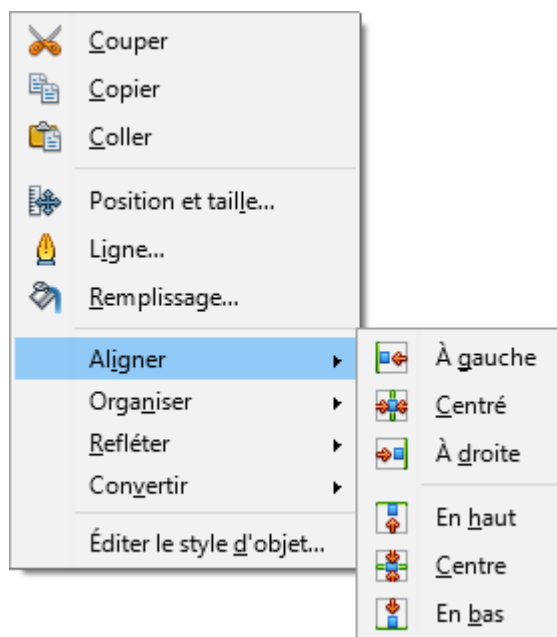 Couper
Copier
Coller
Position et taille...
Ligne...
Remplissage...
Aligner
Organiser
Refléter
Convertir
Éditer le style d'objet...
À gauche
Centré
À droite
En haut
Centre
En bas